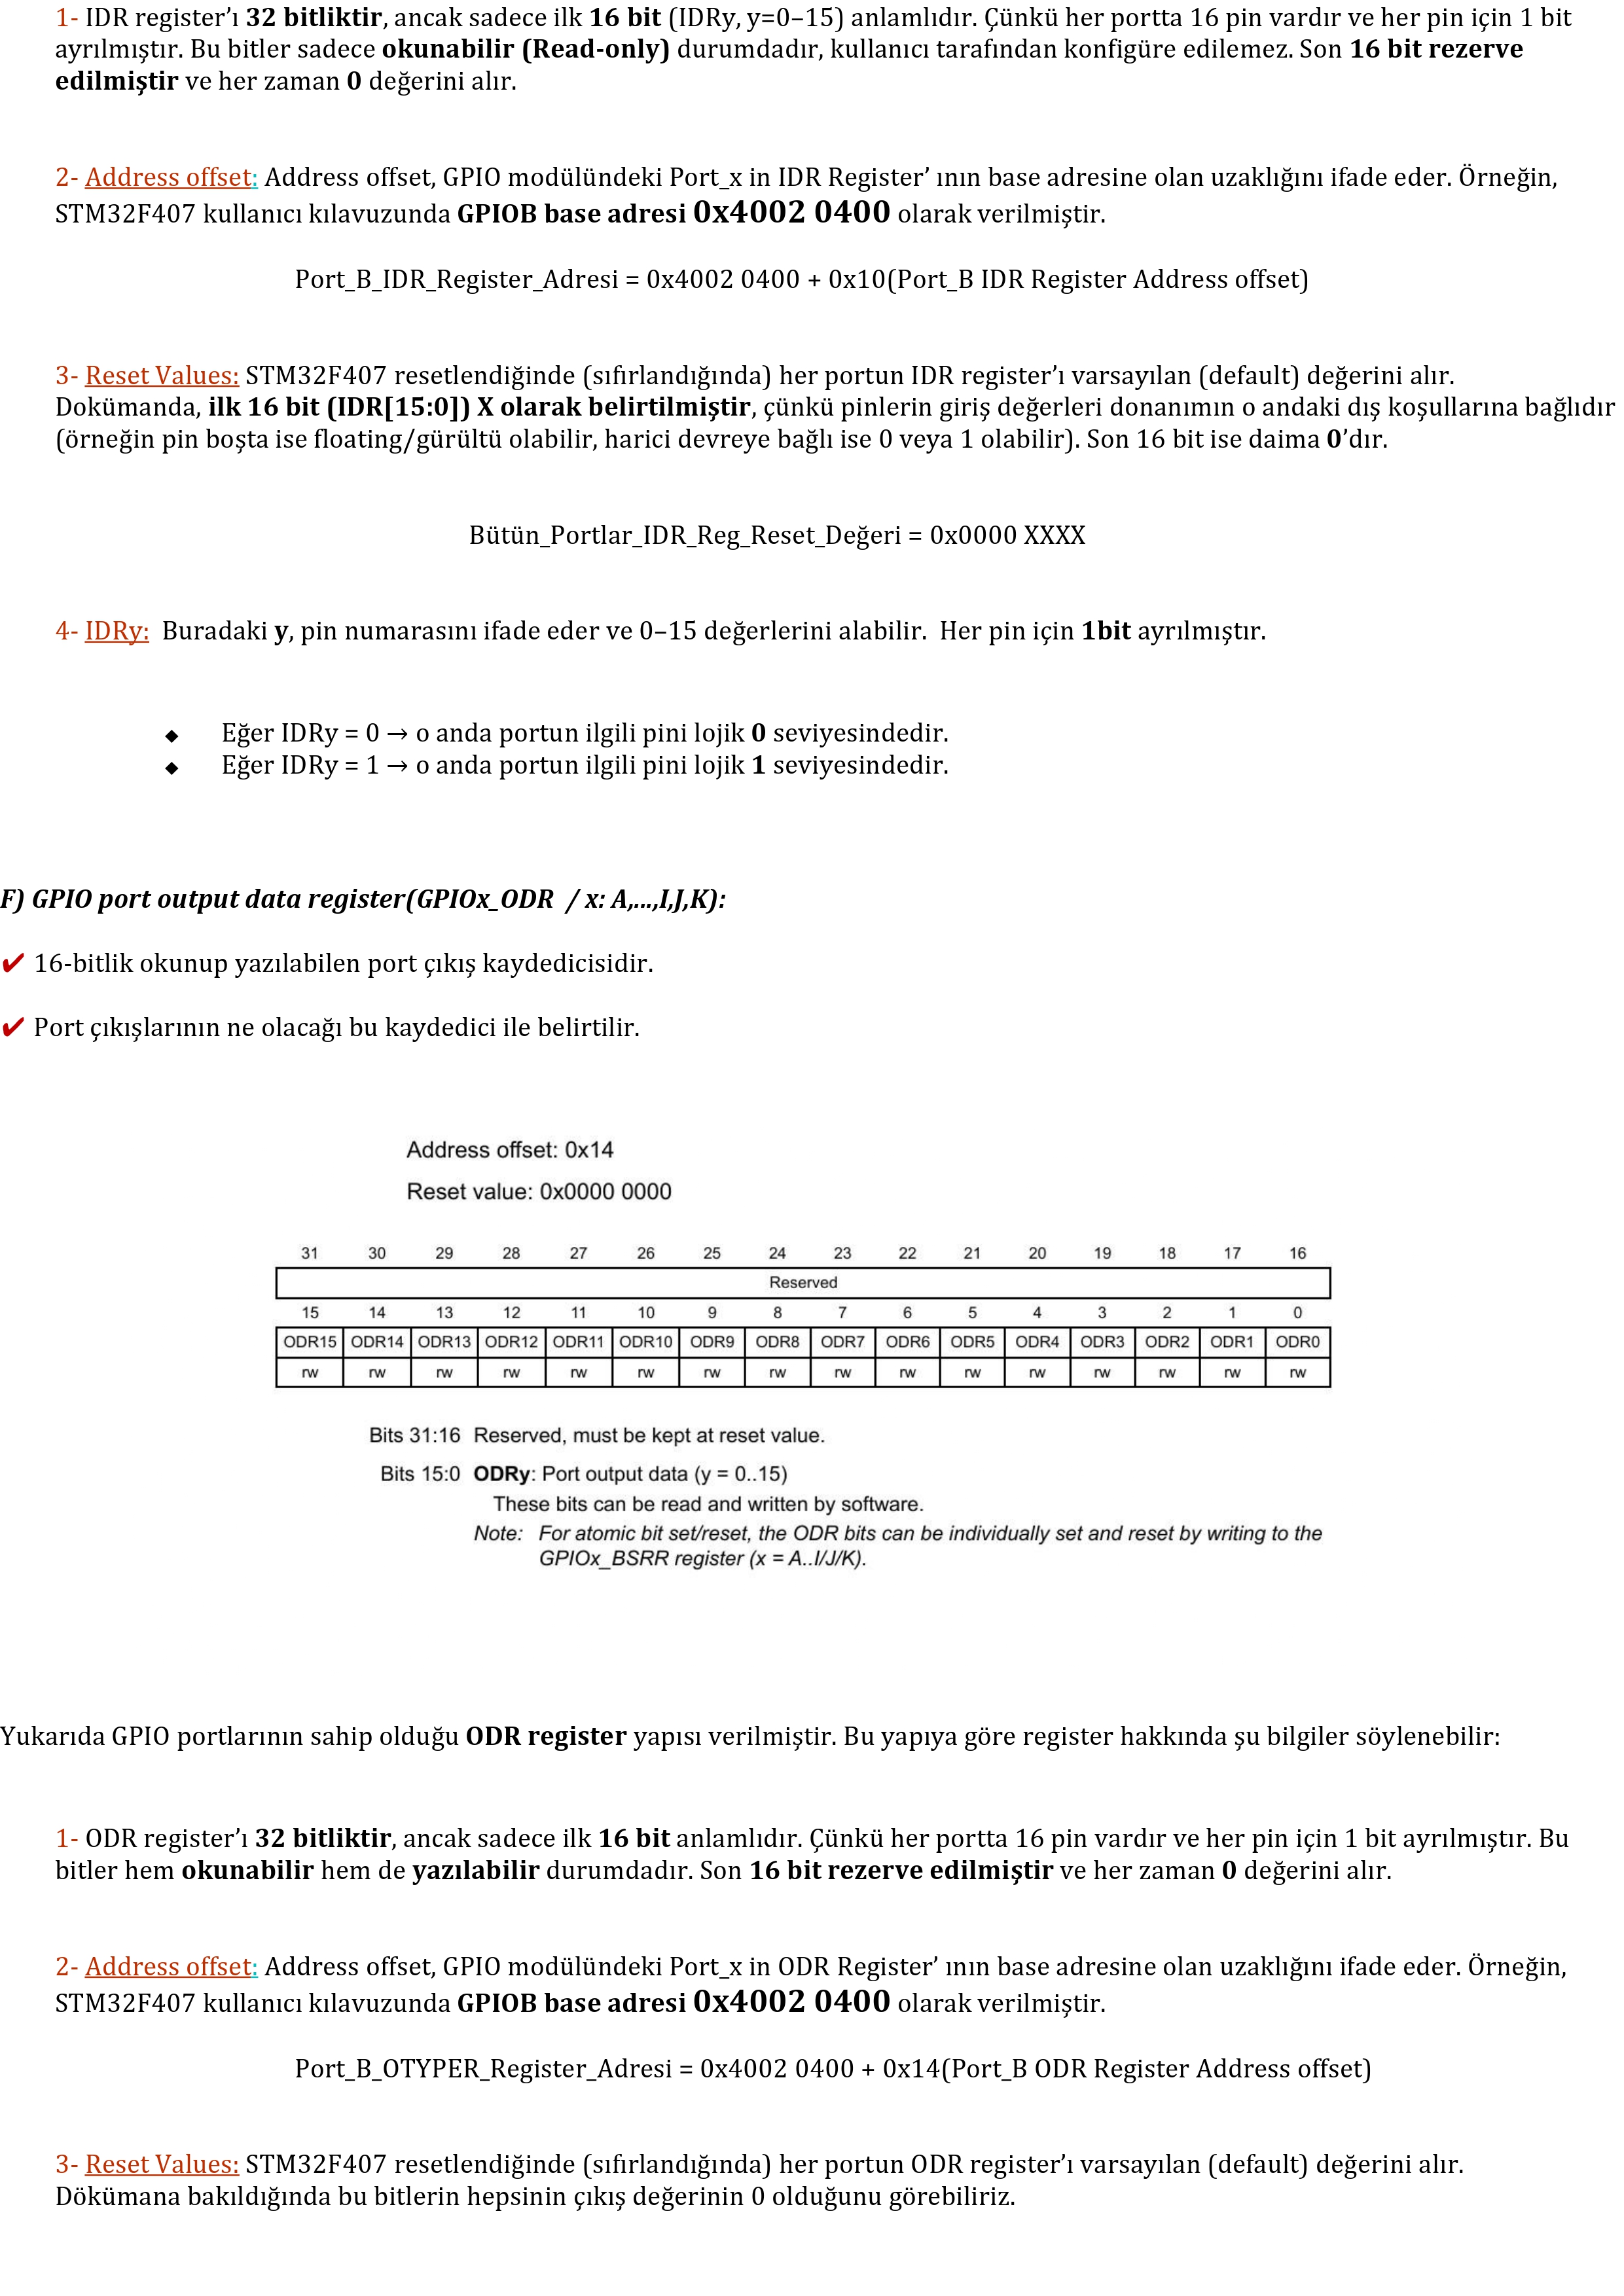 1- IDR register’ı 32 bitliktir, ancak sadece ilk 16 bit (IDRy, y=0–15) anlamlıdır. Çünkü her portta 16 pin vardır ve her pin için 1 bit
ayrılmıştır. Bu bitler sadece okunabilir (Read-only) durumdadır, kullanıcı tarafından konfigüre edilemez. Son 16 bit rezerve
edilmiştir ve her zaman 0 değerini alır.
2- Address offset: Address offset, GPIO modülündeki Port_x in IDR Register’ ının base adresine olan uzaklığını ifade eder. Örneğin,
STM32F407 kullanıcı kılavuzunda GPIOB base adresi 0x4002 0400 olarak verilmiştir.
Port_B_IDR_Register_Adresi = 0x4002 0400 + 0x10(Port_B IDR Register Address offset)
3- Reset Values: STM32F407 resetlendiğinde (sıfırlandığında) her portun IDR register’ı varsayılan (default) değerini alır.
Dokümanda, ilk 16 bit (IDR[15:0]) X olarak belirtilmiştir, çünkü pinlerin giriş değerleri donanımın o andaki dış koşullarına bağlıdır
(örneğin pin boşta ise floating/gürültü olabilir, harici devreye bağlı ise 0 veya 1 olabilir). Son 16 bit ise daima 0’dır.
Bütün_Portlar_IDR_Reg_Reset_Değeri = 0x0000 XXXX
4- IDRy: Buradaki y, pin numarasını ifade eder ve 0–15 değerlerini alabilir. Her pin için 1bit ayrılmıştır.
◆ Eğer IDRy = 0 → o anda portun ilgili pini lojik 0 seviyesindedir.
◆ Eğer IDRy = 1 → o anda portun ilgili pini lojik 1 seviyesindedir.
F) GPIO port output data register(GPIOx_ODR / x: A,...,I,J,K):
✔ 16-bitlik okunup yazılabilen port çıkış kaydedicisidir.
✔ Port çıkışlarının ne olacağı bu kaydedici ile belirtilir.
Address offset: 0x14
Reset value: 0x0000 0000
31 30 29 28 27 26 25 24 23 22 21 20 19 18 17 16
Reserved
15 14 13 12 11 10 9 8 7 6 5 4 3 2 1 0
ODR15 ODR14 ODR13 ODR12 ODR11 ODR10 ODR9 ODR8 ODR7 ODR6 ODR5 ODR4 ODR3 ODR2 ODR1 ODR0
rw rw rw rw rw rw rw rw rw rw rw rw rw rw rw rw
Bits 31:16 Reserved, must be kept at reset value.
Bits 15:0 ODRy: Port output data (y = 0..15)
These bits can be read and written by software.
Note: For atomic bit set/reset, the ODR bits can be individually set and reset by writing to the
GPIOx_BSRR register (x = A..I/J/K).
Yukarıda GPIO portlarının sahip olduğu ODR register yapısı verilmiştir. Bu yapıya göre register hakkında şu bilgiler söylenebilir:
1- ODR register’ı 32 bitliktir, ancak sadece ilk 16 bit anlamlıdır. Çünkü her portta 16 pin vardır ve her pin için 1 bit ayrılmıştır. Bu
bitler hem okunabilir hem de yazılabilir durumdadır. Son 16 bit rezerve edilmiştir ve her zaman 0 değerini alır.
2- Address offset: Address offset, GPIO modülündeki Port_x in ODR Register’ ının base adresine olan uzaklığını ifade eder. Örneğin,
STM32F407 kullanıcı kılavuzunda GPIOB base adresi 0x4002 0400 olarak verilmiştir.
Port_B_OTYPER_Register_Adresi = 0x4002 0400 + 0x14(Port_B ODR Register Address offset)
3- Reset Values: STM32F407 resetlendiğinde (sıfırlandığında) her portun ODR register’ı varsayılan (default) değerini alır.
Dökümana bakıldığında bu bitlerin hepsinin çıkış değerinin 0 olduğunu görebiliriz.